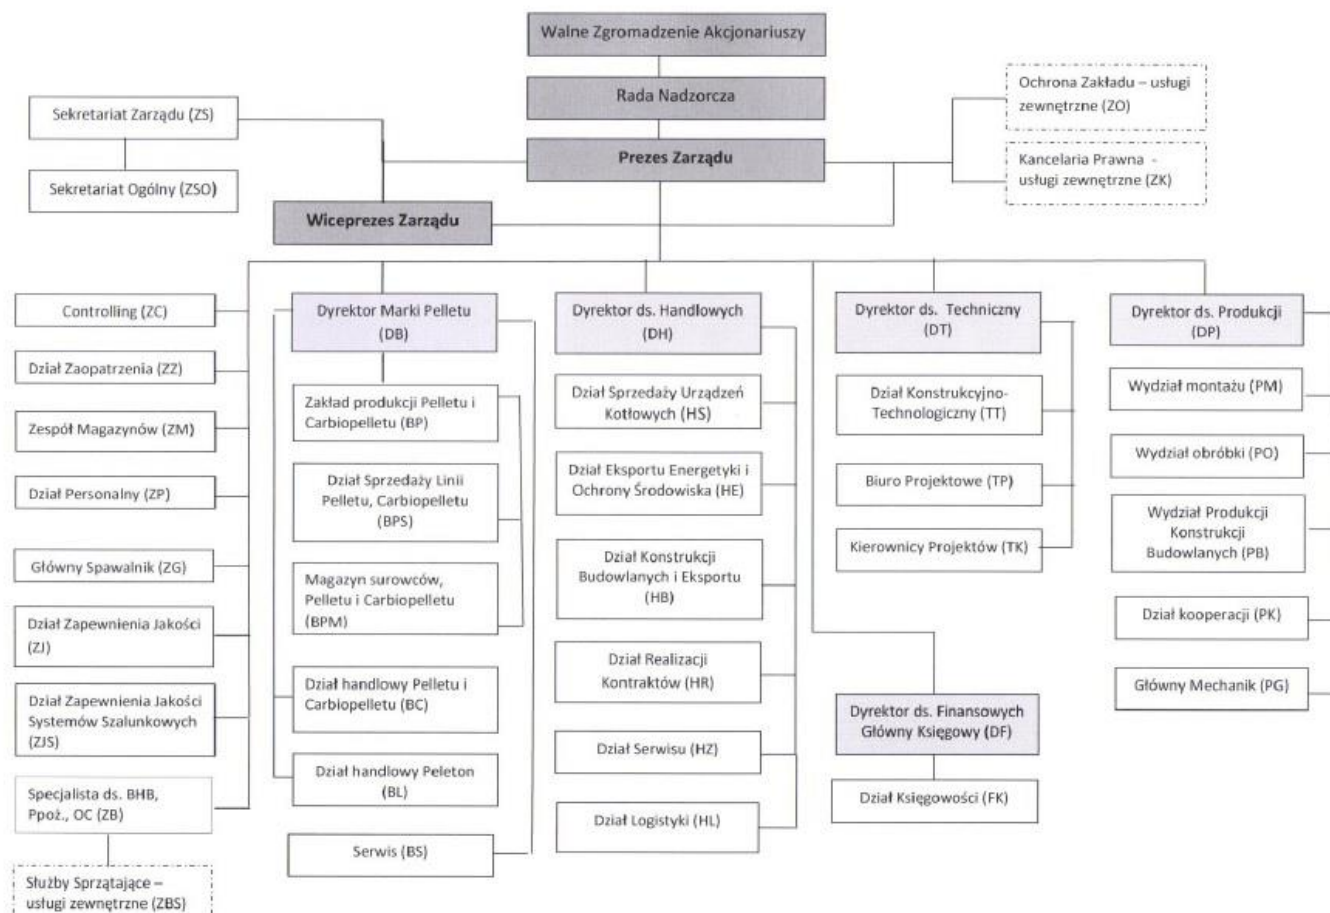 Walne Zgromadzenie Akcjonariuszy
Rada Nadzorcza
Prezes Zarządu
Wiceprezes Zarządu
Sekretariat Zarządu (ZS)
Sekretariat Ogólny (ZSO)
Ochrona Zakładu – usługi
zewnętrzne (ZO)
Kancelaria Prawna -
usługi zewnętrzne (ZK)
Controlling (ZC)
Dział Zaopatrzenia (ZZ)
Zespół Magazynów (ZM)
Dział Personalny (ZP)
Główny Spawalnik (ZG)
Dział Zapewnienia Jakości
(ZJ)
Dział Zapewnienia Jakości
Systemów Szalunkowych
(ZJS)
Specjalista ds. BHB,
Ppoż., OC (ZB)
Służby Sprzątające –
usługi zewnętrzne (ZBS)
Dyrektor Marki Pelletu
(DB)
Zakład produkcji Pelletu i
Carbiopelletu (BP)
Dział Sprzedaży Linii
Pelletu, Carbiopelletu
(BPS)
Magazyn surowców,
Pelletu i Carbiopelletu
(BPM)
Dział handlowy Pelletu i
Carbiopelletu (BC)
Dział handlowy Peleton
(BL)
Serwis (BS)
Dyrektor ds. Handlowych
(DH)
Dział Sprzedaży Urządzeń
Kotłowych (HS)
Dział Eksportu Energetyki i
Ochrony Środowiska (HE)
Dział Konstrukcji
Budowlanych i Eksportu
(HB)
Dział Realizacji
Kontraktów (HR)
Dział Serwisu (HZ)
Dział Logistyki (HL)
Dyrektor ds. Techniczny
(DT)
Dział Konstrukcyjno-
Technologiczny (TT)
Biuro Projektowe (TP)
Kierownicy Projektów (TK)
Dyrektor ds. Finansowych
Główny Księgowy (DF)
Dział Księgowości (FK)
Dyrektor ds. Produkcji
(DP)
Wydział montażu (PM)
Wydział obróbki (PO)
Wydział Produkcji
Konstrukcji
Budowlanych (PB)
Dział kooperacji (PK)
Główny Mechanik (PG)